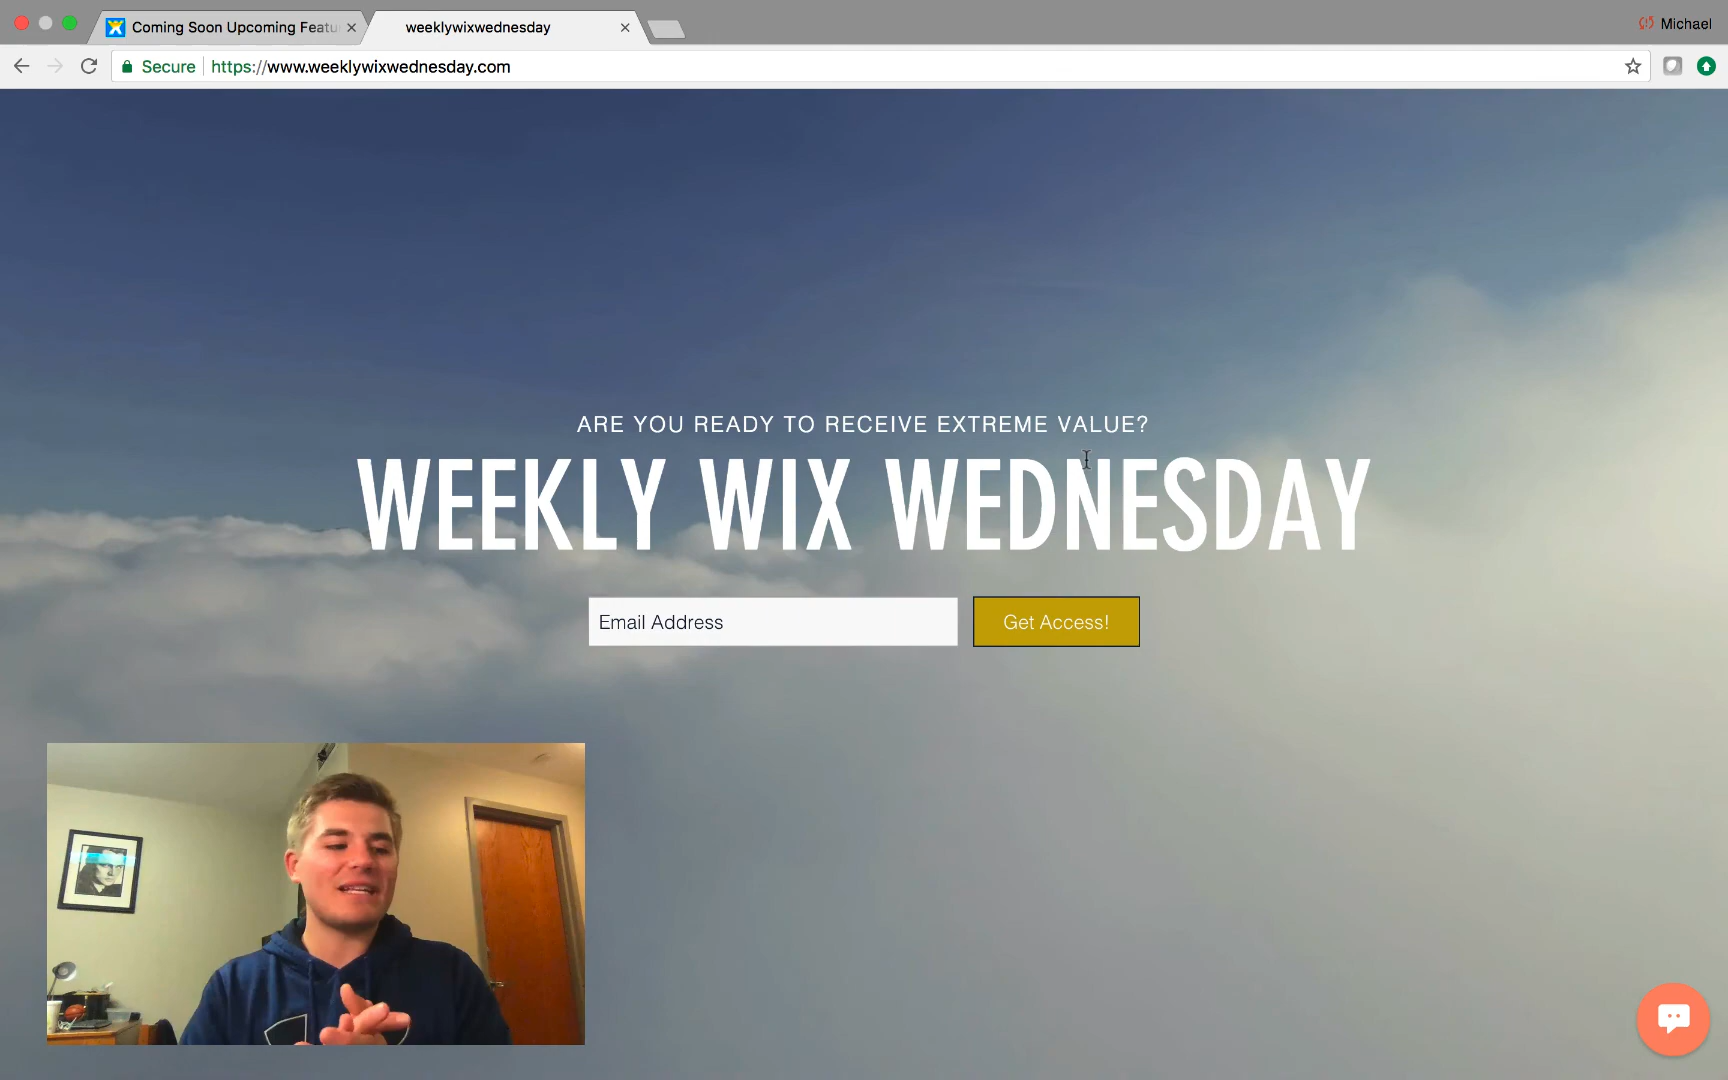 Coming Soon Upcoming Featu
weeklywixwednesday
Michael
Secure
https://www.weeklywixwednesday.com
ARE YOU READY TO RECEIVE EXTREME VALUE?
WEEKLY WIX WEDNESDAY
Email Address
Get Access!